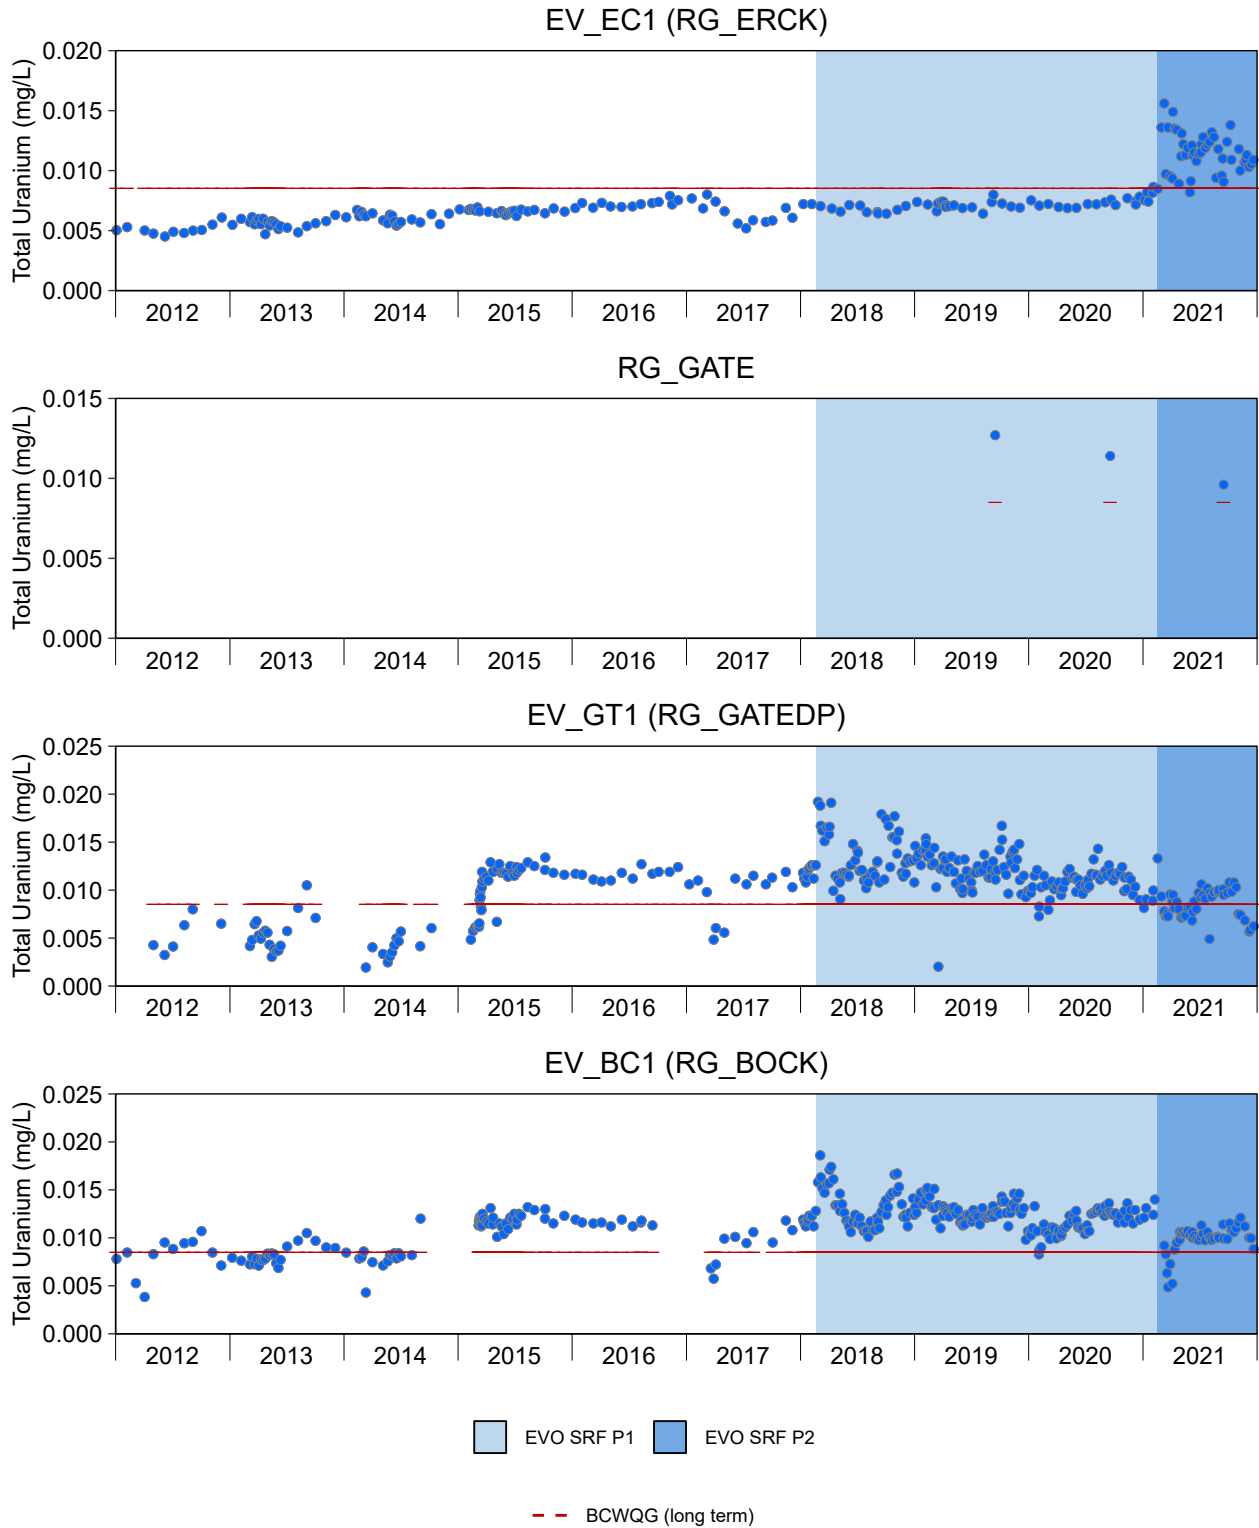 EV_EC1 (RG_ERCK)
Total Uranium (mg/L)
0.020
0.015
0.010
0.005
0.000
2012 2013 2014 2015 2016 2017 2018 2019 2020 2021
RG_GATE
Total Uranium (mg/L)
0.015
0.010
0.005
0.000
2012 2013 2014 2015 2016 2017 2018 2019 2020 2021
EV_GT1 (RG_GATEDP)
Total Uranium (mg/L)
0.025
0.020
0.015
0.010
0.005
0.000
2012 2013 2014 2015 2016 2017 2018 2019 2020 2021
EV_BC1 (RG_BOCK)
Total Uranium (mg/L)
0.025
0.020
0.015
0.010
0.005
0.000
2012 2013 2014 2015 2016 2017 2018 2019 2020 2021
EVO SRF P1 EVO SRF P2
BCWQG (long term)